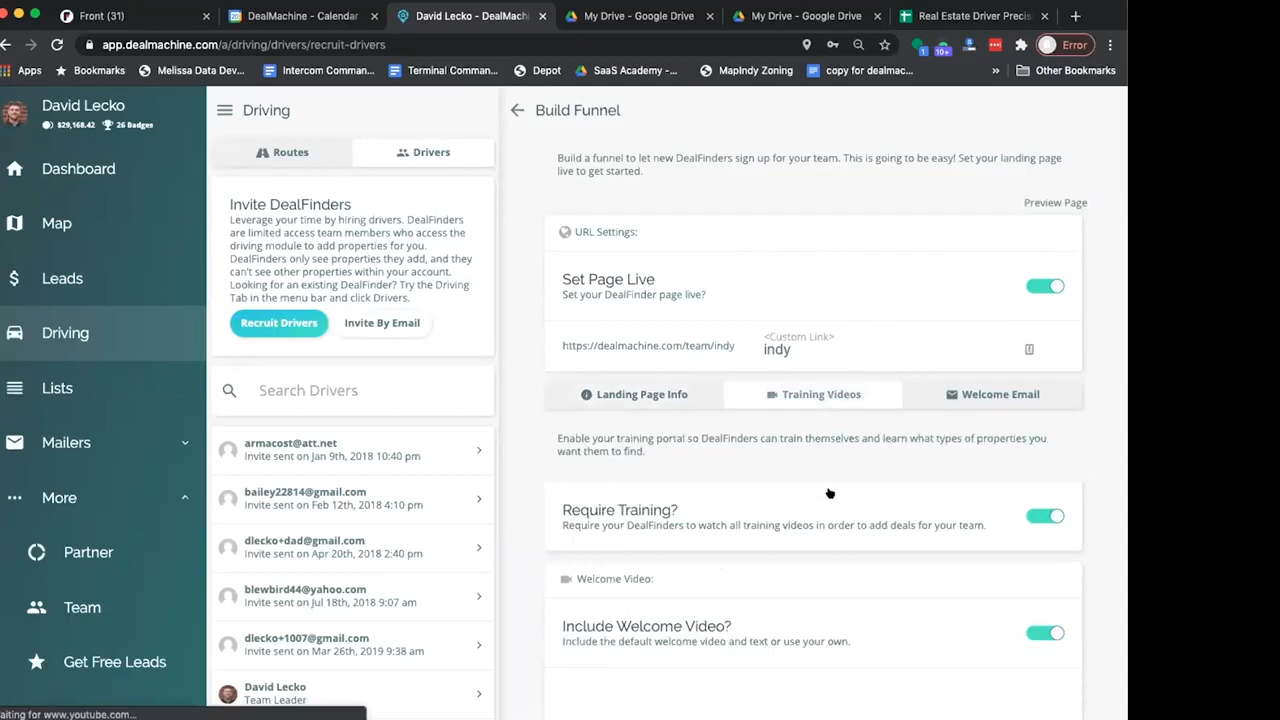 Front (31)
DealMachine - Calendar
David Lecko - DealMachi
My Drive - Google Drive
My Drive - Google Drive
Real Estate Driver Precis
app.dealmachine.com/a/driving/drivers/recruit-drivers
1
10+
Error
Apps
Bookmarks
Melissa Data Dev...
Intercom Comman...
Terminal Comman...
Depot
SaaS Academy -...
MapIndy Zoning
copy for dealmac...
»
Other Bookmarks
David Lecko
$29,168.42 26 Badges
Dashboard
Map
Leads
Driving
Lists
Mailers
More
Partner
Team
Get Free Leads
Driving
Routes
Drivers
Invite DealFinders
Leverage your time by hiring drivers. DealFinders
are limited access team members who access the
driving module to add properties for you.
DealFinders only see properties they add, and they
can't see other properties within your account.
Looking for an existing DealFinder? Try the Driving
Tab in the menu bar and click Drivers.
Recruit Drivers
Invite By Email
Search Drivers
armacost@att.net
Invite sent on Jan 9th, 2018 10:40 pm
bailey22814@gmail.com
Invite sent on Feb 12th, 2018 4:10 pm
dlecko+dad@gmail.com
Invite sent on Apr 20th, 2018 2:40 pm
blewbird44@yahoo.com
Invite sent on Jul 18th, 2018 9:07 am
dlecko+1007@gmail.com
Invite sent on Mar 26th, 2019 9:38 am
David Lecko
Team Leader
Build Funnel
Build a funnel to let new DealFinders sign up for your team. This is going to be easy! Set your landing page
live to get started.
Preview Page
URL Settings:
Set Page Live
Set your DealFinder page live?
https://dealmachine.com/team/indy
<Custom Link>
indy
Landing Page Info
Training Videos
Welcome Email
Enable your training portal so DealFinders can train themselves and learn what types of properties you
want them to find.
Require Training?
Require your DealFinders to watch all training videos in order to add deals for your team.
Welcome Video:
Include Welcome Video?
Include the default welcome video and text or use your own.
aiting for www.youtube.com...